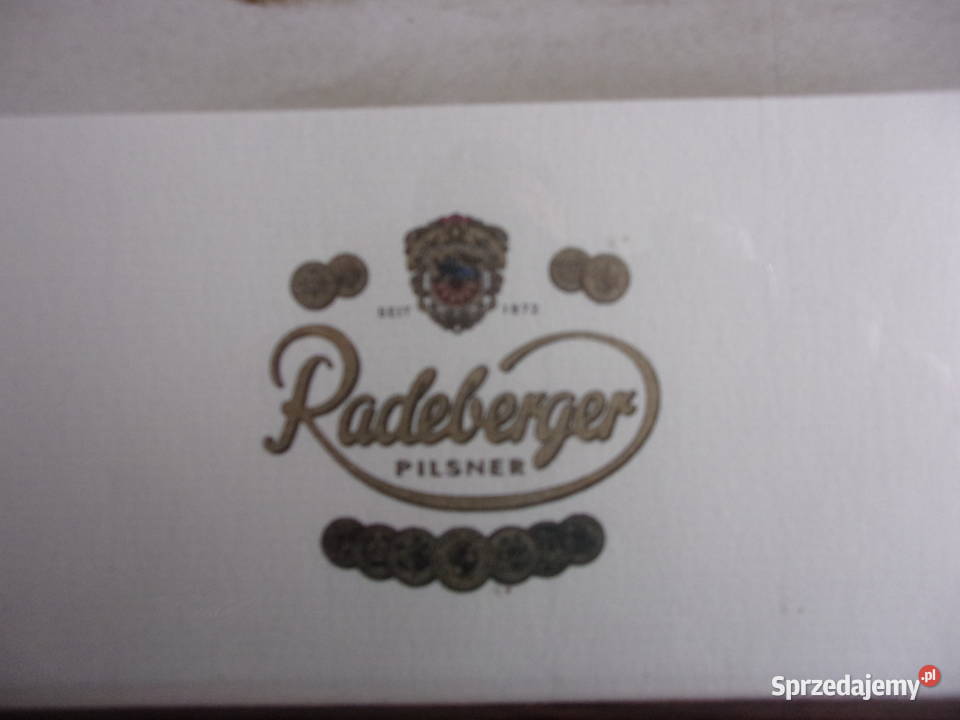 SEIT 1872
Radeberger
PILSNER
Sprzedajemy.pl